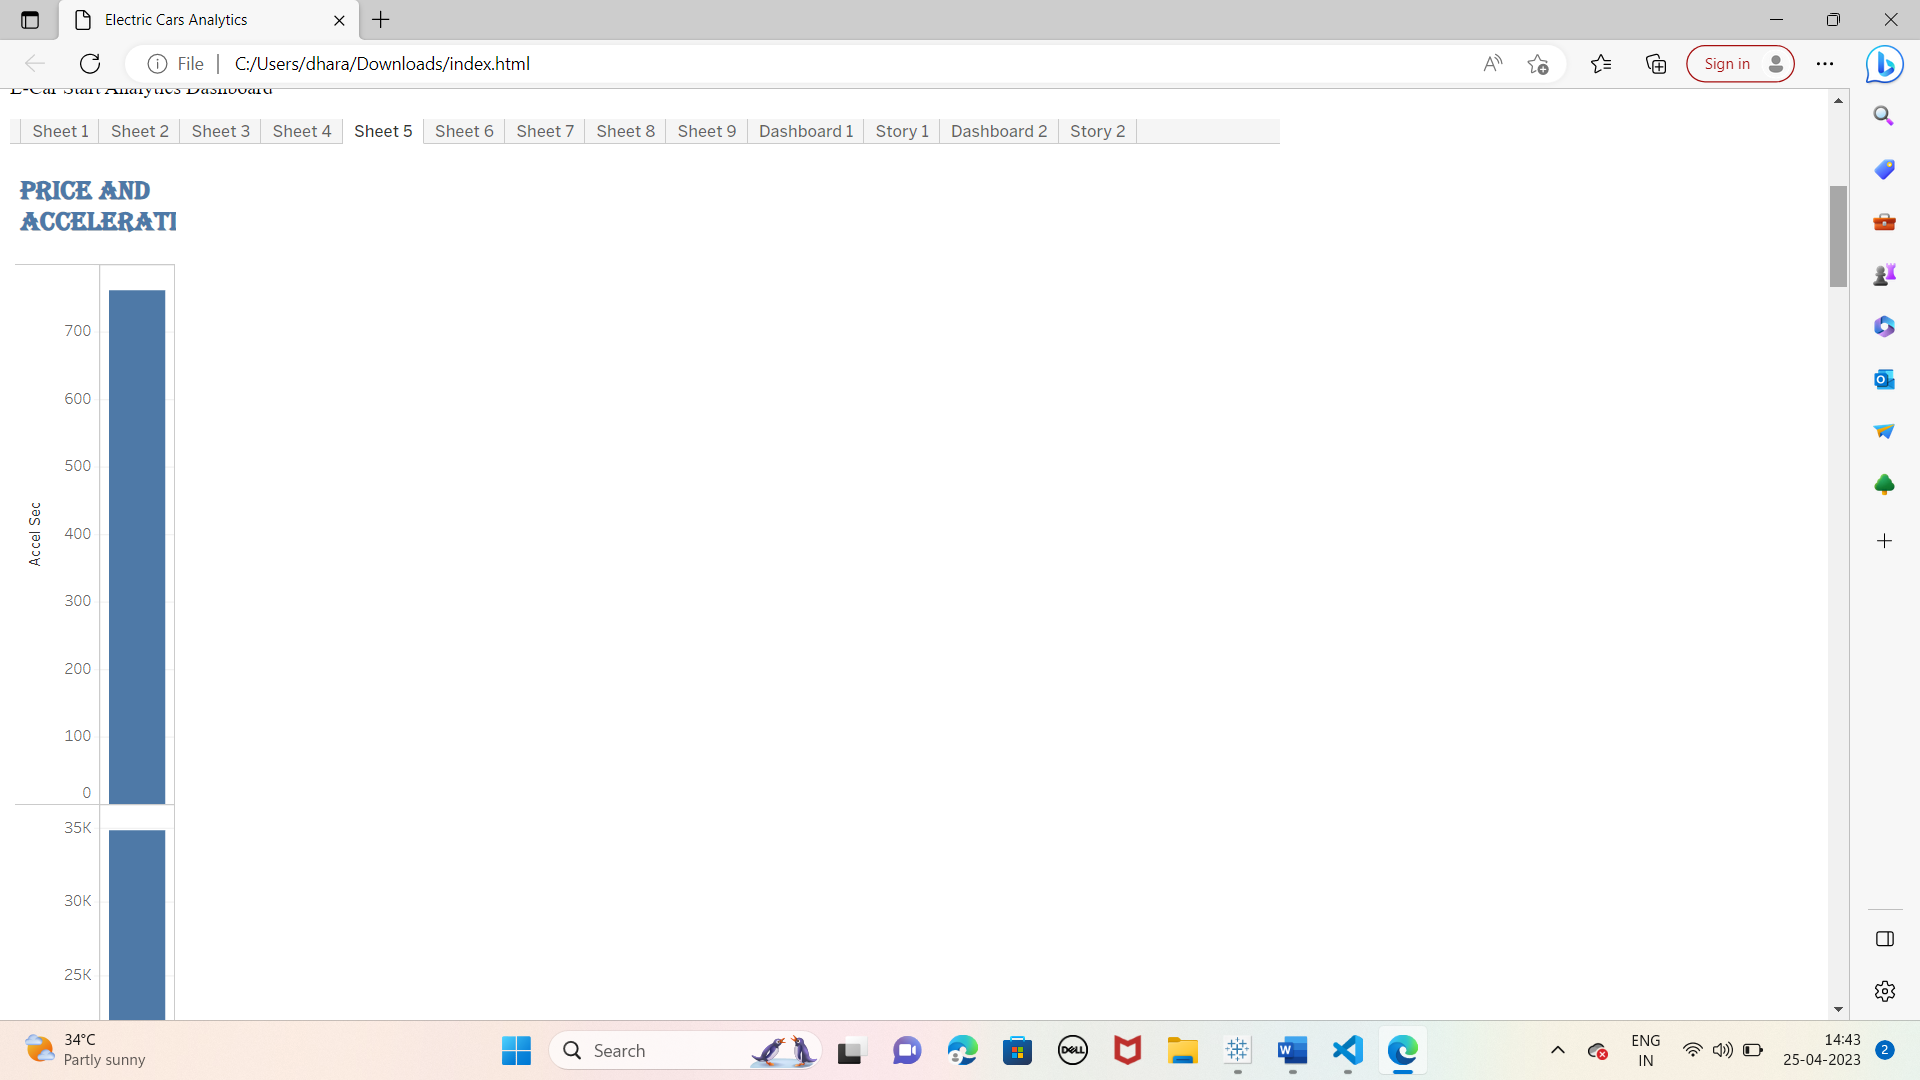 Electric Cars Analytics
File
C:/Users/dhara/Downloads/index.html
Sign in
E-Car Start Analytics Dashboard
Sheet 1 Sheet 2 Sheet 3 Sheet 4 Sheet 5 Sheet 6 Sheet 7 Sheet 8 Sheet 9 Dashboard 1 Story 1 Dashboard 2 Story 2
PRICE AND
ACCELERATI
700
600
500
400
300
200
100
0
Accel Sec
35K
30K
25K
34°C
Partly sunny
Search
DELL
ENG
IN
14:43
25-04-2023
2